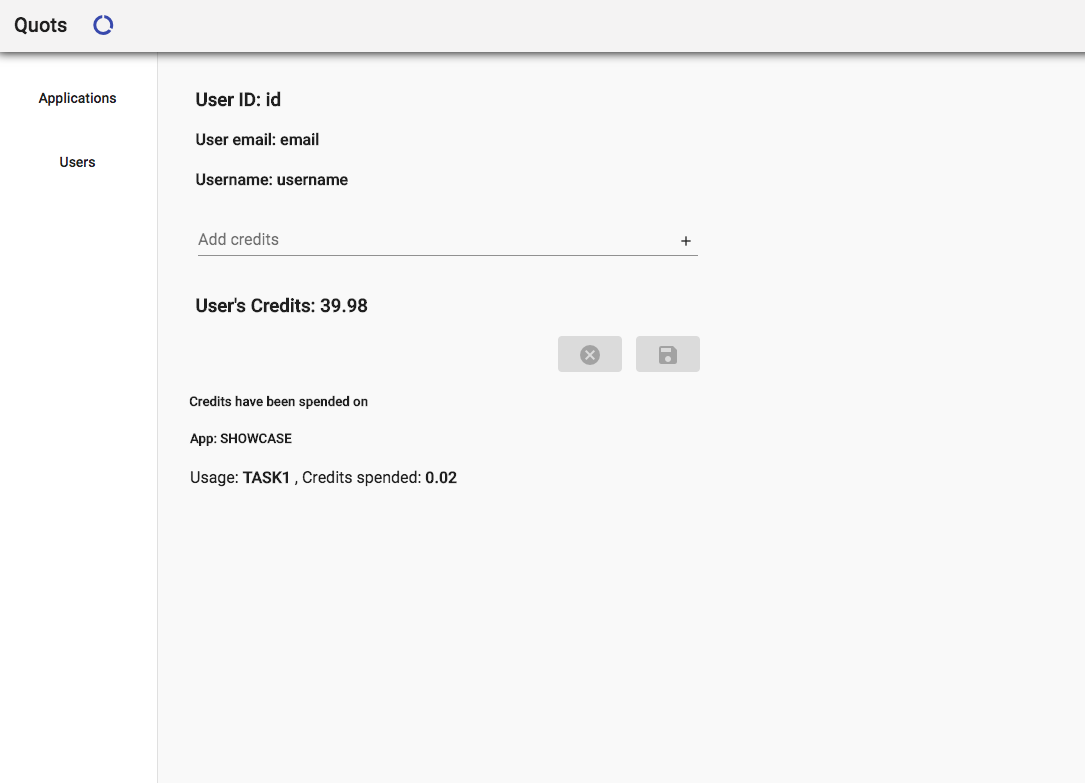 Quots
Applications
Users
User ID: id
User email: email
Username: username
Add credits +
User's Credits: 39.98
Credits have been spended on
App: SHOWCASE
Usage: TASK1 , Credits spended: 0.02